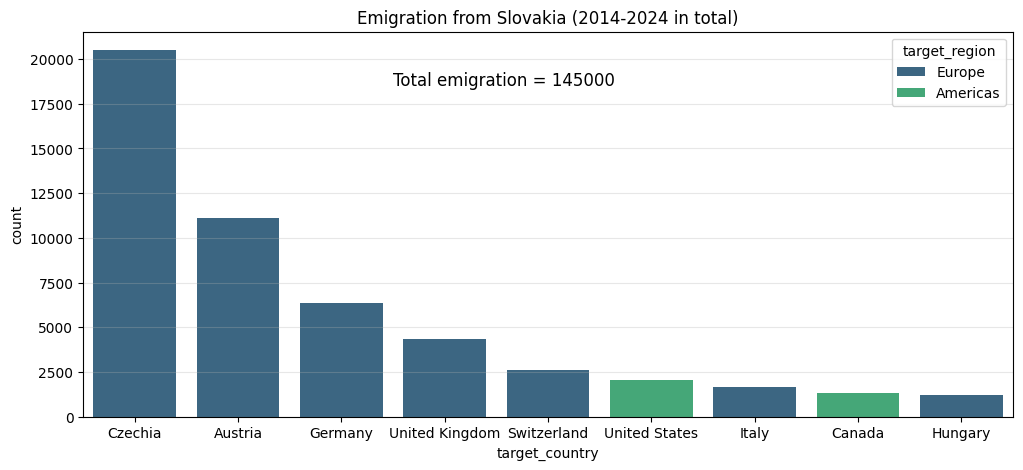 Emigration from Slovakia (2014-2024 in total)
Total emigration = 145000
target_region
Europe
Americas
count
20000
17500
15000
12500
10000
7500
5000
2500
0
Czechia
Austria
Germany
United Kingdom
Switzerland
United States
Italy
Canada
Hungary
target_country